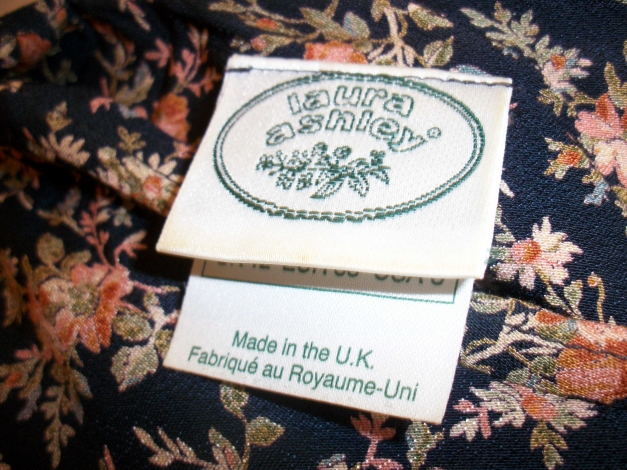 laura
ashley®
Made in the U.K.
Fabriqué au Royaume-Uni